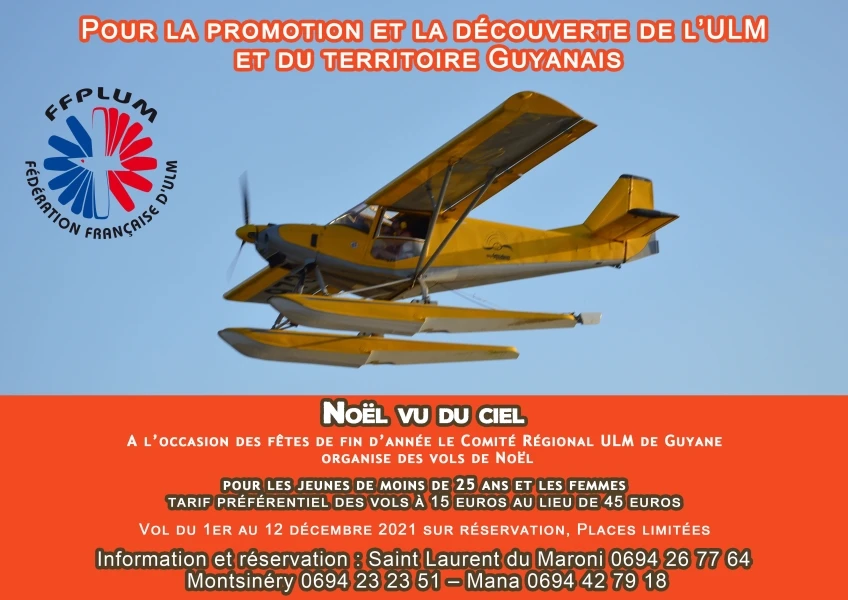 Pour la promotion et la découverte de l'ULM
et du territoire Guyanais
FFPLUM
FÉDÉRATION FRANÇAISE D'ULM
Noël vu du ciel
A l'occasion des fêtes de fin d'année le Comité Régional ULM de Guyane
organise des vols de Noël
pour les jeunes de moins de 25 ans et les femmes
tarif préférentiel des vols à 15 euros au lieu de 45 euros
Vol du 1er au 12 décembre 2021 sur réservation, Places limitées
Information et réservation : Saint Laurent du Maroni 0694 26 77 64
Montsinéry 0694 23 23 51 – Mana 0694 42 79 18